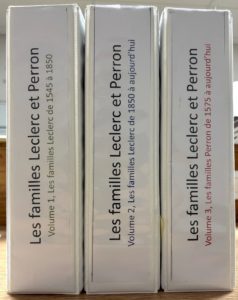 Les familles Leclerc et Perron
Volume 1, Les familles Leclerc de 1545 à 1850
Les familles Leclerc et Perron
Volume 2, Les familles Leclerc de 1850 à aujourd'hui
Les familles Leclerc et Perron
Volume 3, Les familles Perron de 1575 à aujourd'hui